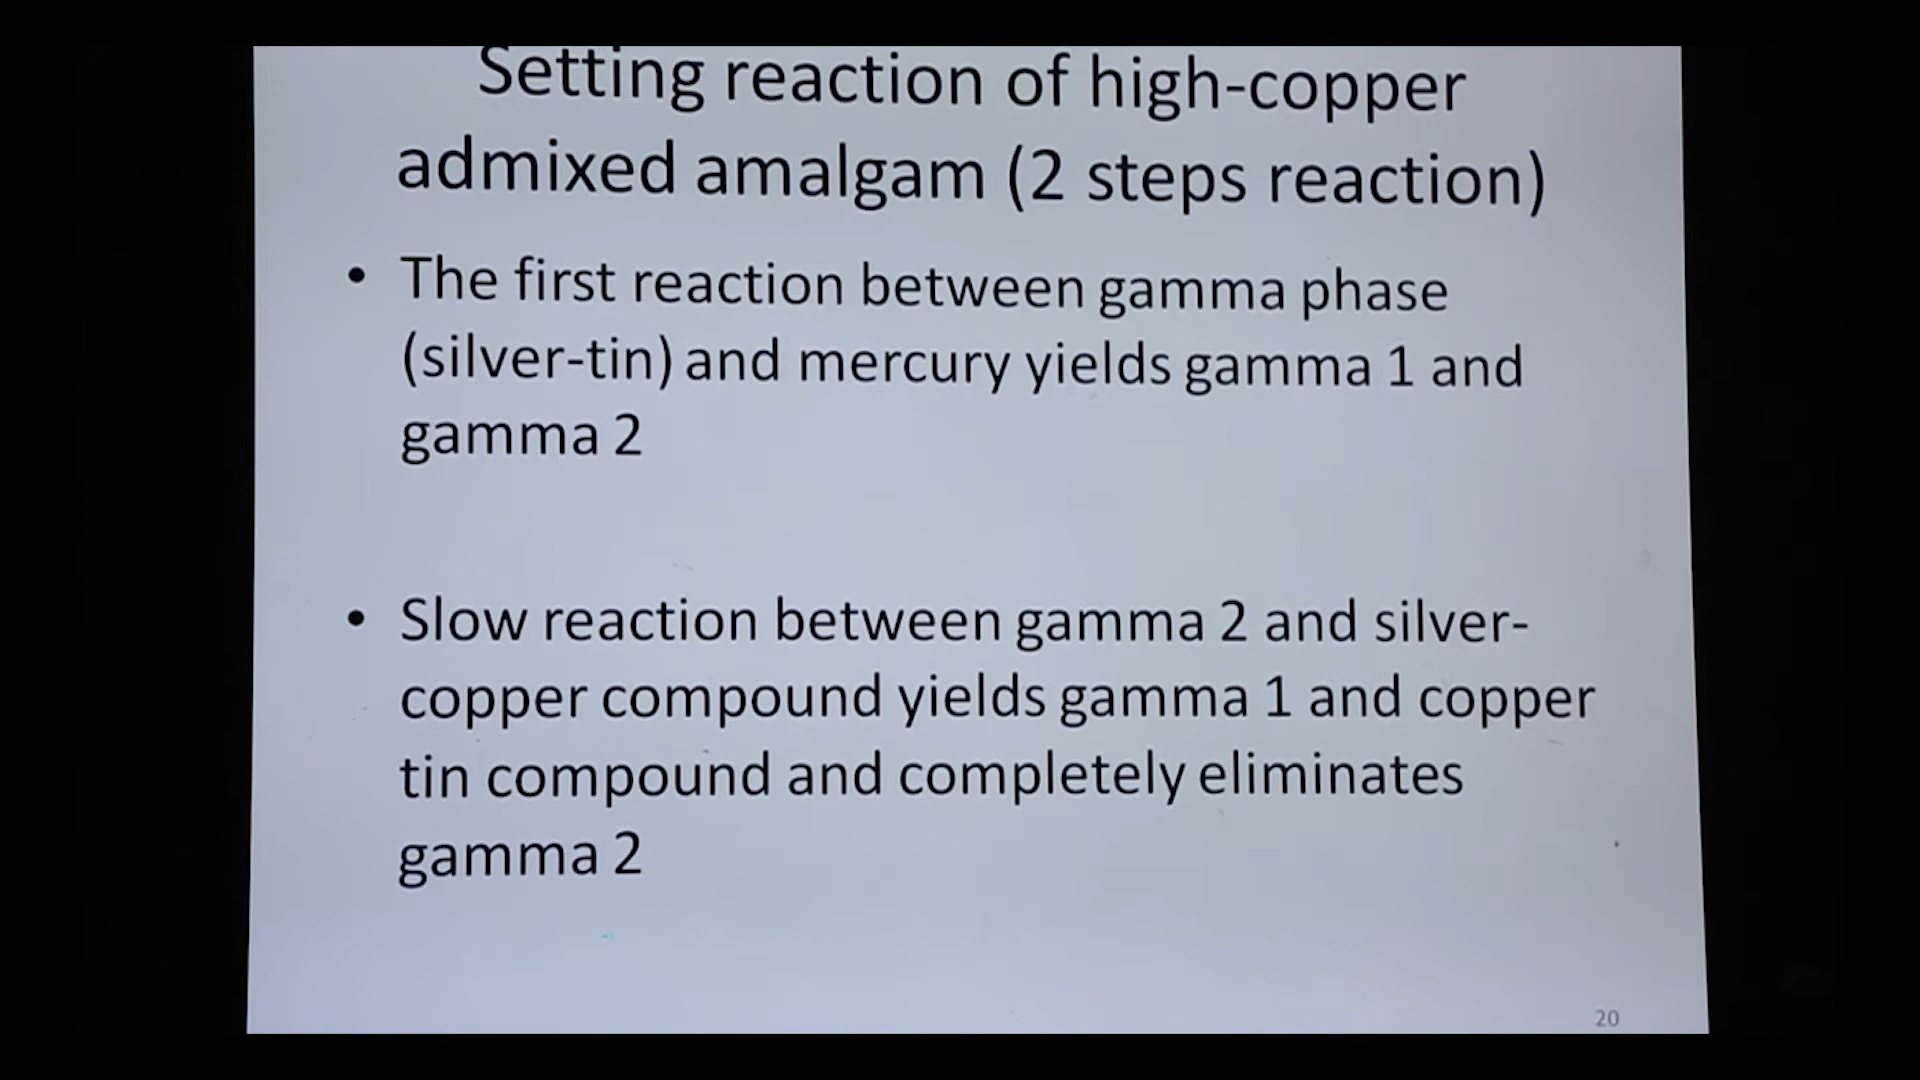 Setting reaction of high-copper
admixed amalgam (2 steps reaction)
• The first reaction between gamma phase
(silver-tin) and mercury yields gamma 1 and
gamma 2
• Slow reaction between gamma 2 and silver-
copper compound yields gamma 1 and copper
tin compound and completely eliminates
gamma 2
20